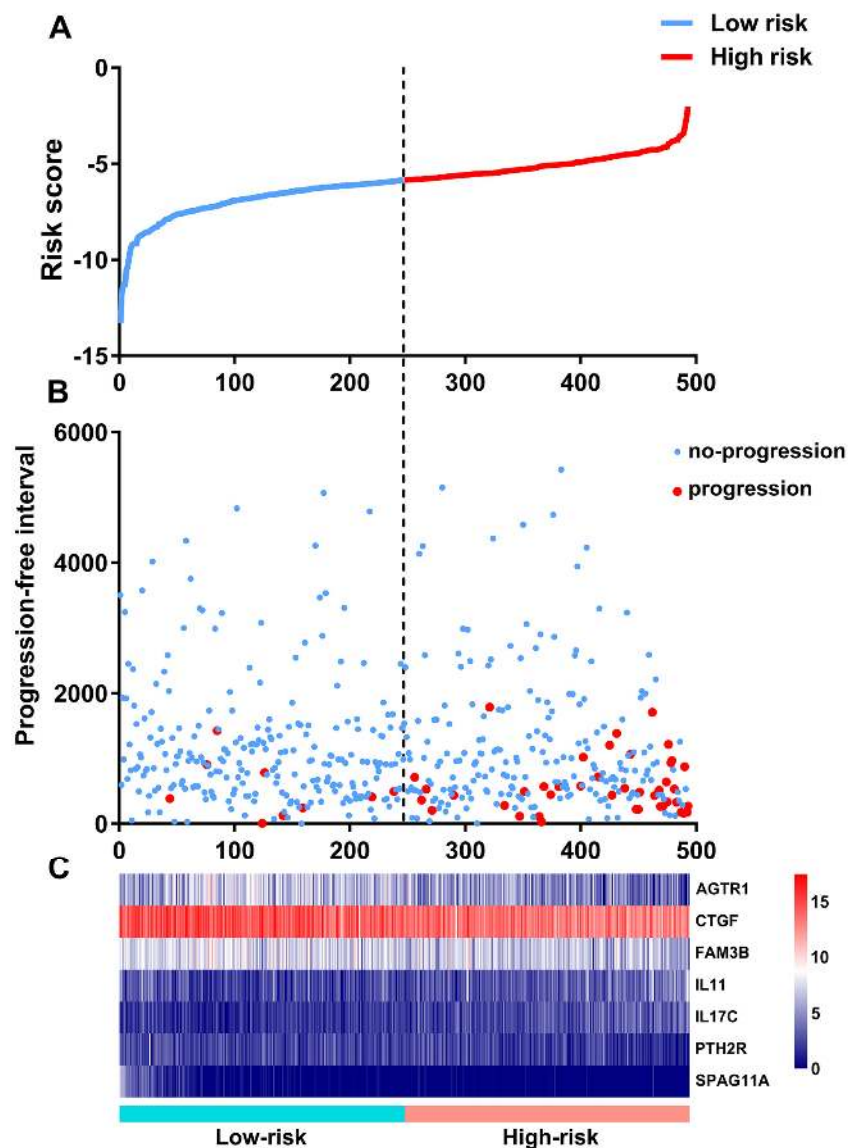 A
Low risk
High risk
Risk score
0
-5
-10
-15
0 100 200 300 400 500
B
Progression-free interval
6000
4000
2000
0
no-progression
progression
0 100 200 300 400 500
C
AGTR1
CTGF
FAM3B
IL11
IL17C
PTH2R
SPAG11A
15
10
5
0
Low-risk High-risk